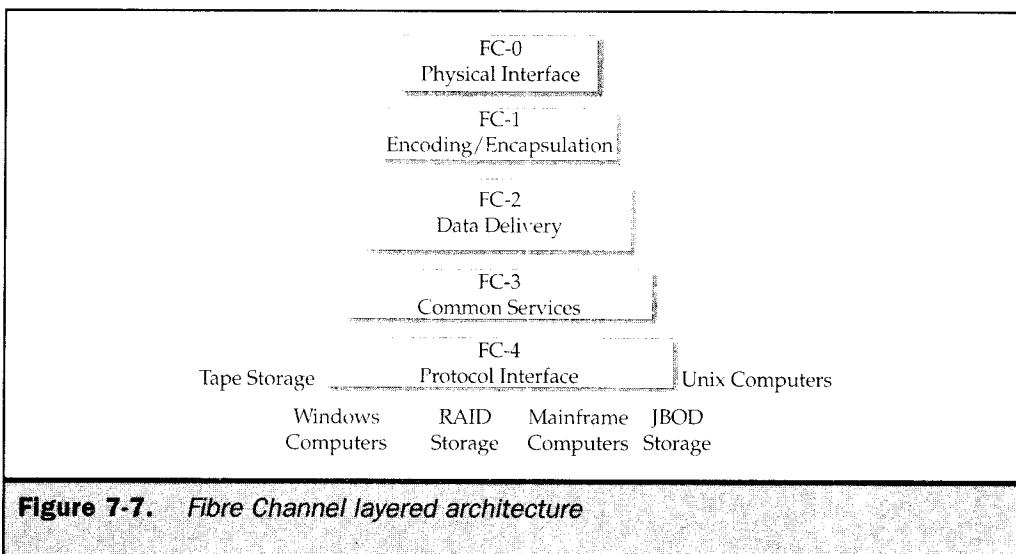 FC-0
Physical Interface
FC-1
Encoding/Encapsulation
FC-2
Data Delivery
FC-3
Common Services
FC-4
Protocol Interface
Tape Storage
Unix Computers
Windows
Computers
RAID
Storage
Mainframe
Computers
JBOD
Storage
Figure 7-7. Fibre Channel layered architecture